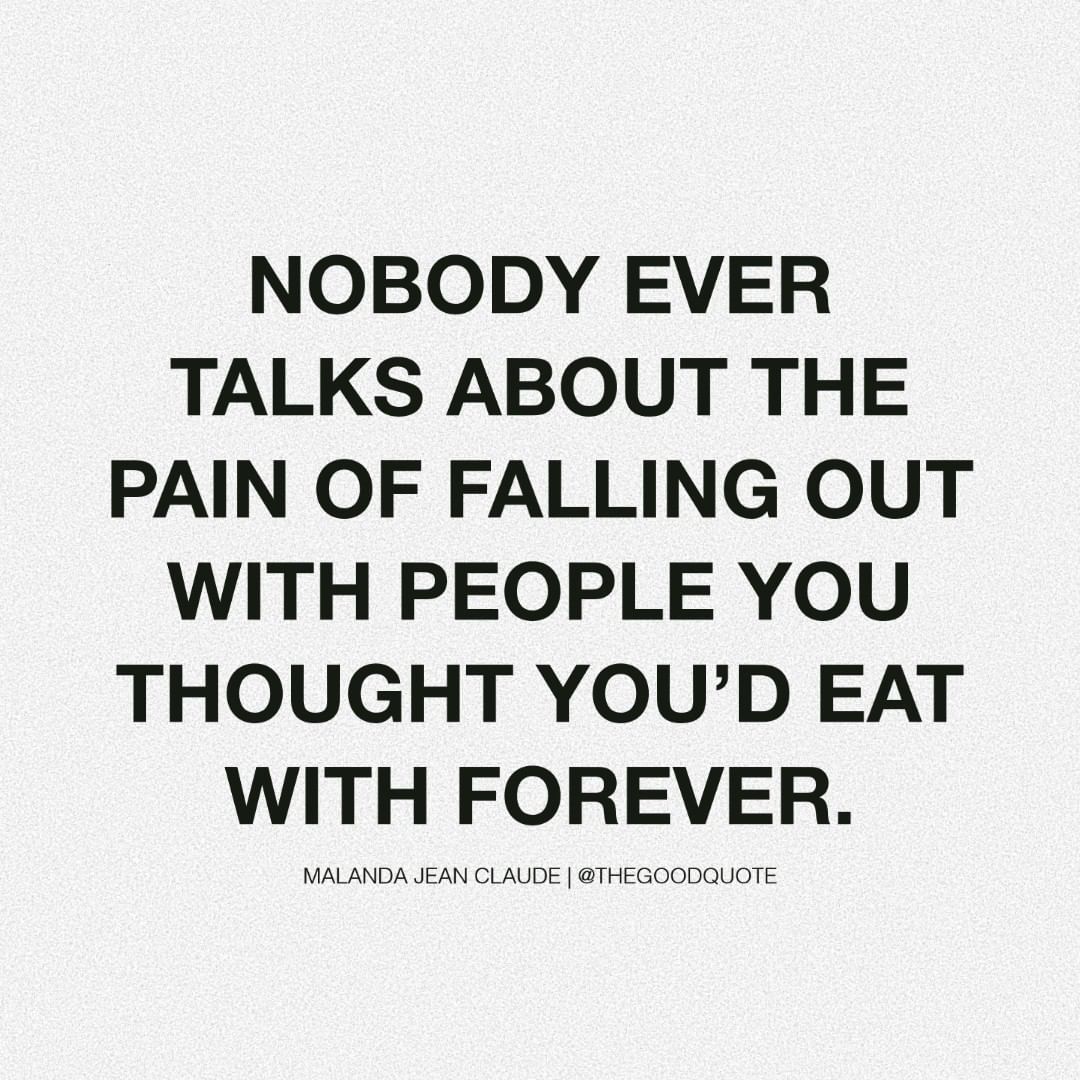 NOBODY EVER
TALKS ABOUT THE
PAIN OF FALLING OUT
WITH PEOPLE YOU
THOUGHT YOU’D EAT
WITH FOREVER.
MALANDA JEAN CLAUDE | @THEGOODQUOTE